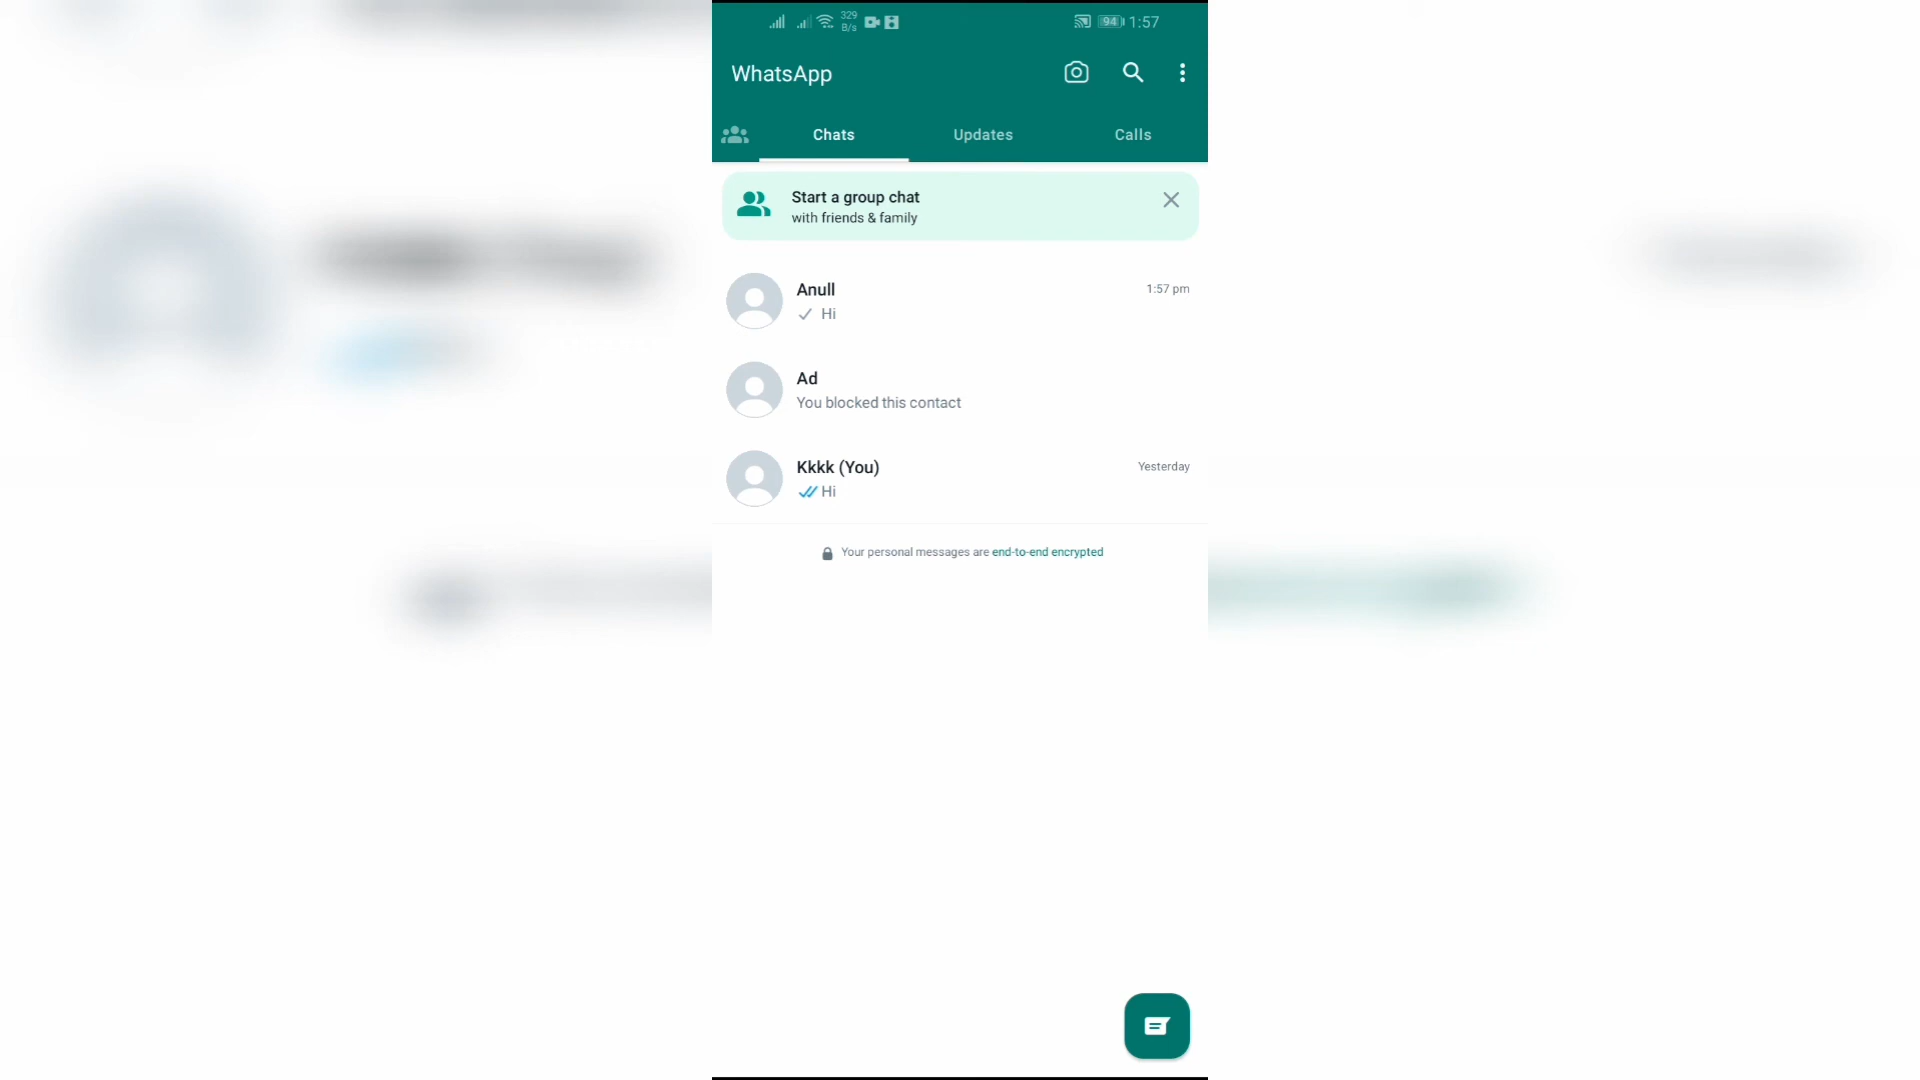 329
B/s
94
1:57
WhatsApp
Chats
Updates
Calls
Start a group chat
with friends & family
Anull
1:57 pm
Hi
Ad
You blocked this contact
Kkkk (You)
Yesterday
Hi
Your personal messages are end-to-end encrypted